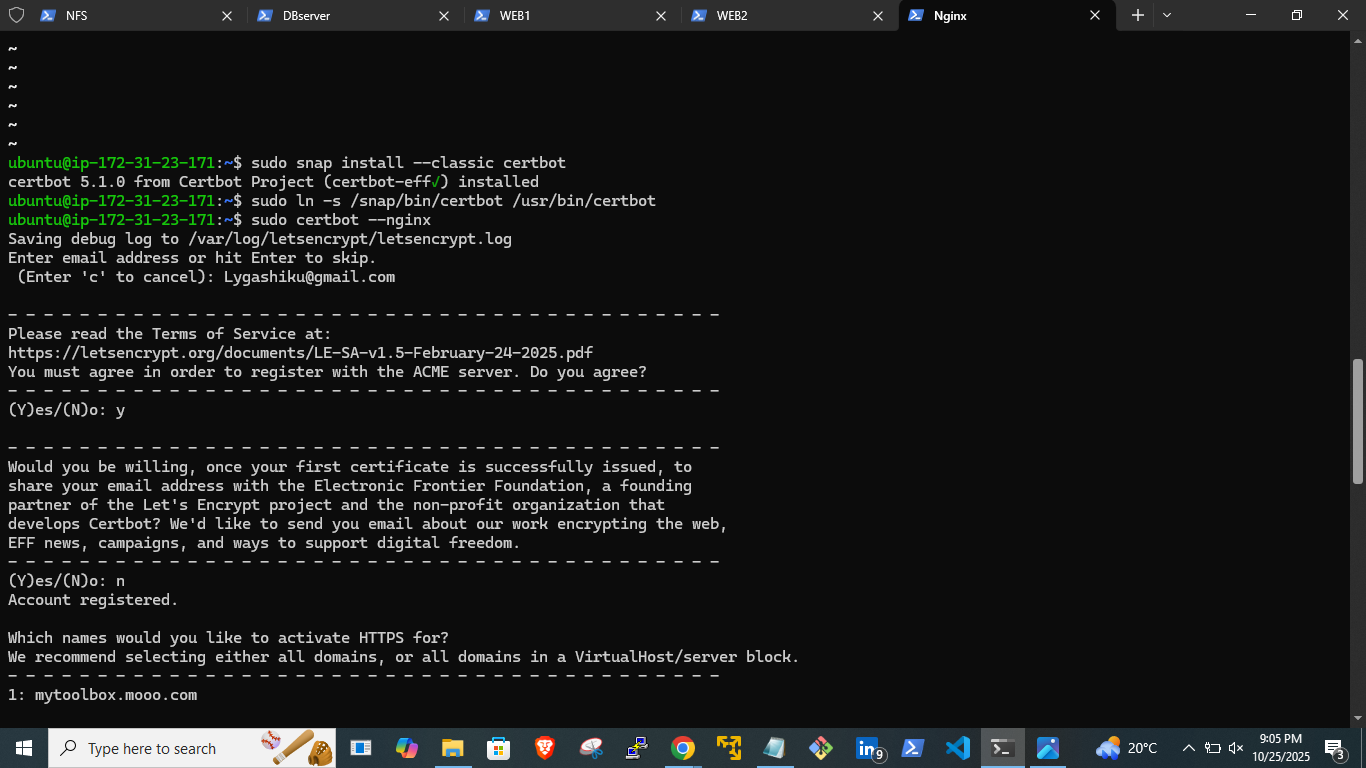 NFS
DBserver
WEB1
WEB2
Nginx
~
~
~
~
~
~
ubuntu@ip-172-31-23-171:~$ sudo snap install --classic certbot
certbot 5.1.0 from Certbot Project (certbot-eff✓) installed
ubuntu@ip-172-31-23-171:~$ sudo ln -s /snap/bin/certbot /usr/bin/certbot
ubuntu@ip-172-31-23-171:~$ sudo certbot --nginx
Saving debug log to /var/log/letsencrypt/letsencrypt.log
Enter email address or hit Enter to skip.
 (Enter 'c' to cancel): Lygashiku@gmail.com
- - - - - - - - - - - - - - - - - - - - - - - - - - - - - - - - - - - - - - - -
Please read the Terms of Service at:
https://letsencrypt.org/documents/LE-SA-v1.5-February-24-2025.pdf
You must agree in order to register with the ACME server. Do you agree?
- - - - - - - - - - - - - - - - - - - - - - - - - - - - - - - - - - - - - - - -
(Y)es/(N)o: y
- - - - - - - - - - - - - - - - - - - - - - - - - - - - - - - - - - - - - - - -
Would you be willing, once your first certificate is successfully issued, to
share your email address with the Electronic Frontier Foundation, a founding
partner of the Let's Encrypt project and the non-profit organization that
develops Certbot? We'd like to send you email about our work encrypting the web,
EFF news, campaigns, and ways to support digital freedom.
- - - - - - - - - - - - - - - - - - - - - - - - - - - - - - - - - - - - - - - -
(Y)es/(N)o: n
Account registered.
Which names would you like to activate HTTPS for?
We recommend selecting either all domains, or all domains in a VirtualHost/server block.
- - - - - - - - - - - - - - - - - - - - - - - - - - - - - - - - - - - - - - - -
1: mytoolbox.mooo.com
Type here to search
9
20°C
9:05 PM
10/25/2025
3